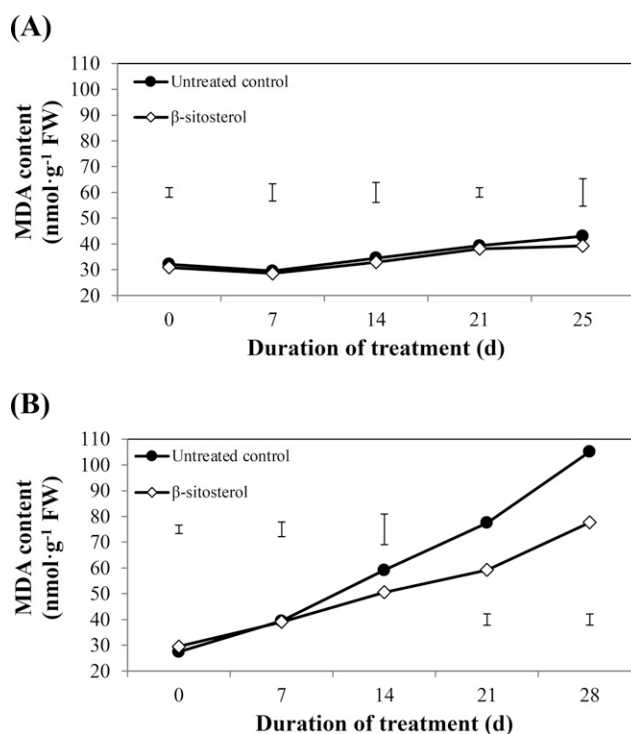 (A)
110
100
90
80
70
60
50
40
30
20
MDA content
(nmol·g⁻¹ FW)
Untreated control
β-sitosterol
0 7 14 21 25
Duration of treatment (d)
(B)
110
100
90
80
70
60
50
40
30
20
MDA content
(nmol·g⁻¹ FW)
Untreated control
β-sitosterol
0 7 14 21 28
Duration of treatment (d)